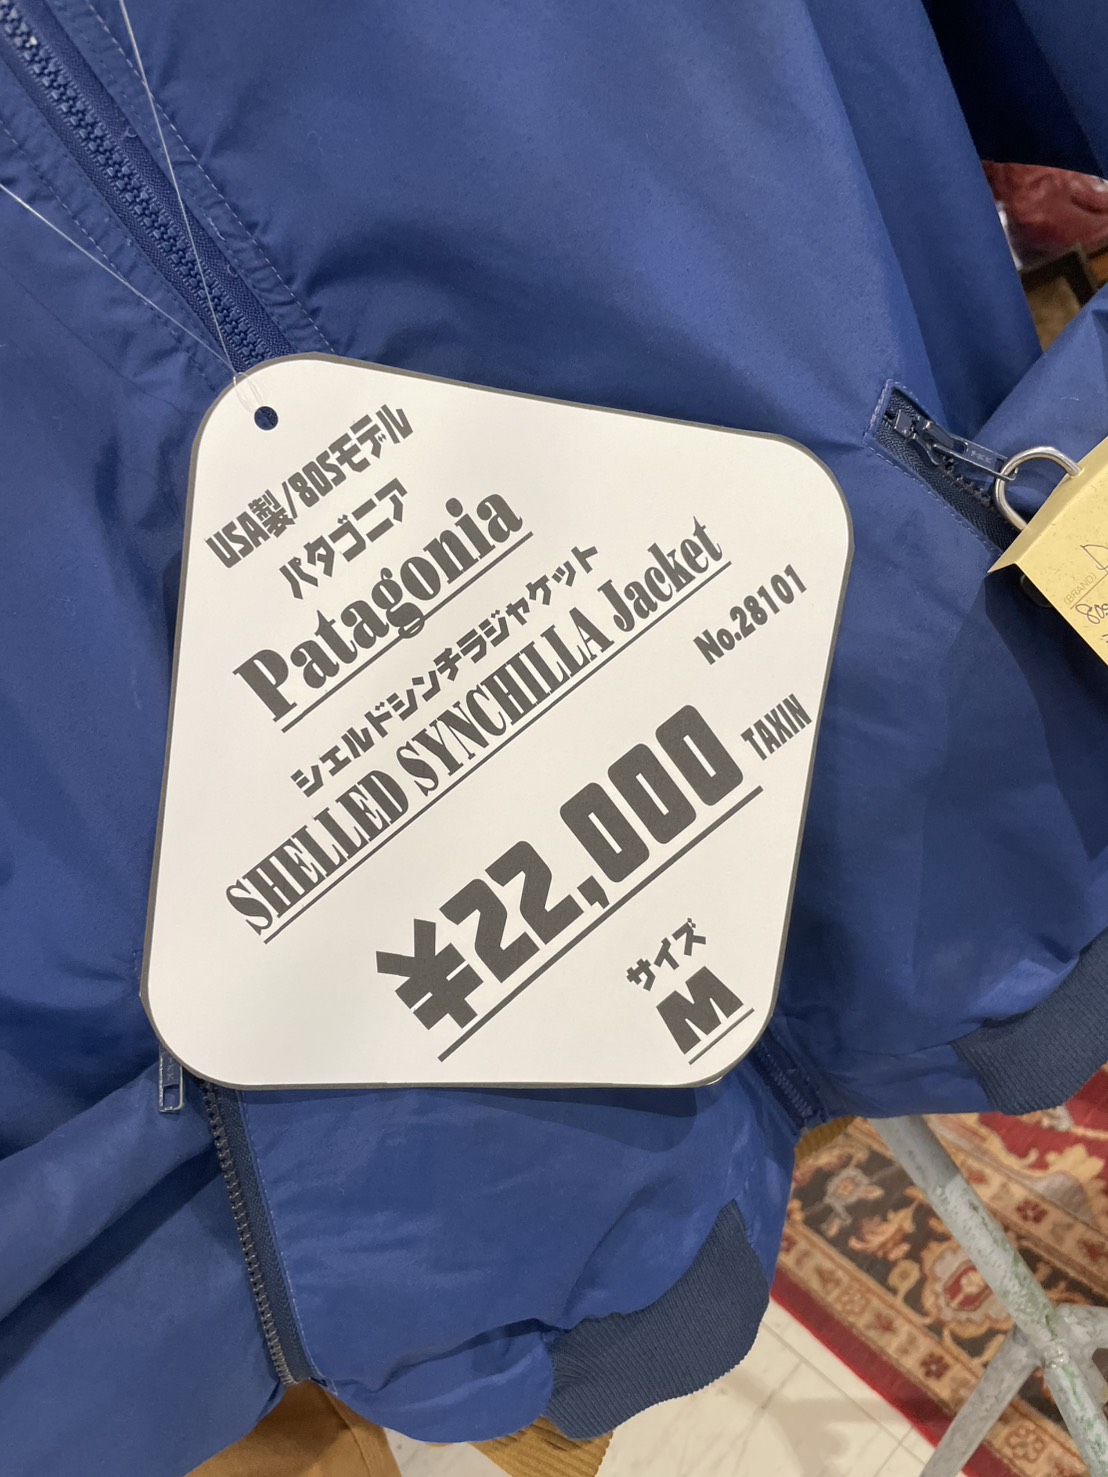 USA製/80Sモデル
パタゴニア
Patagonia
シェルドシンチラジャケット
SHELLED SYNCHILLA Jacket
No.28101
¥22,000 TAXIN
サイズ
M
(BRAND)
80s